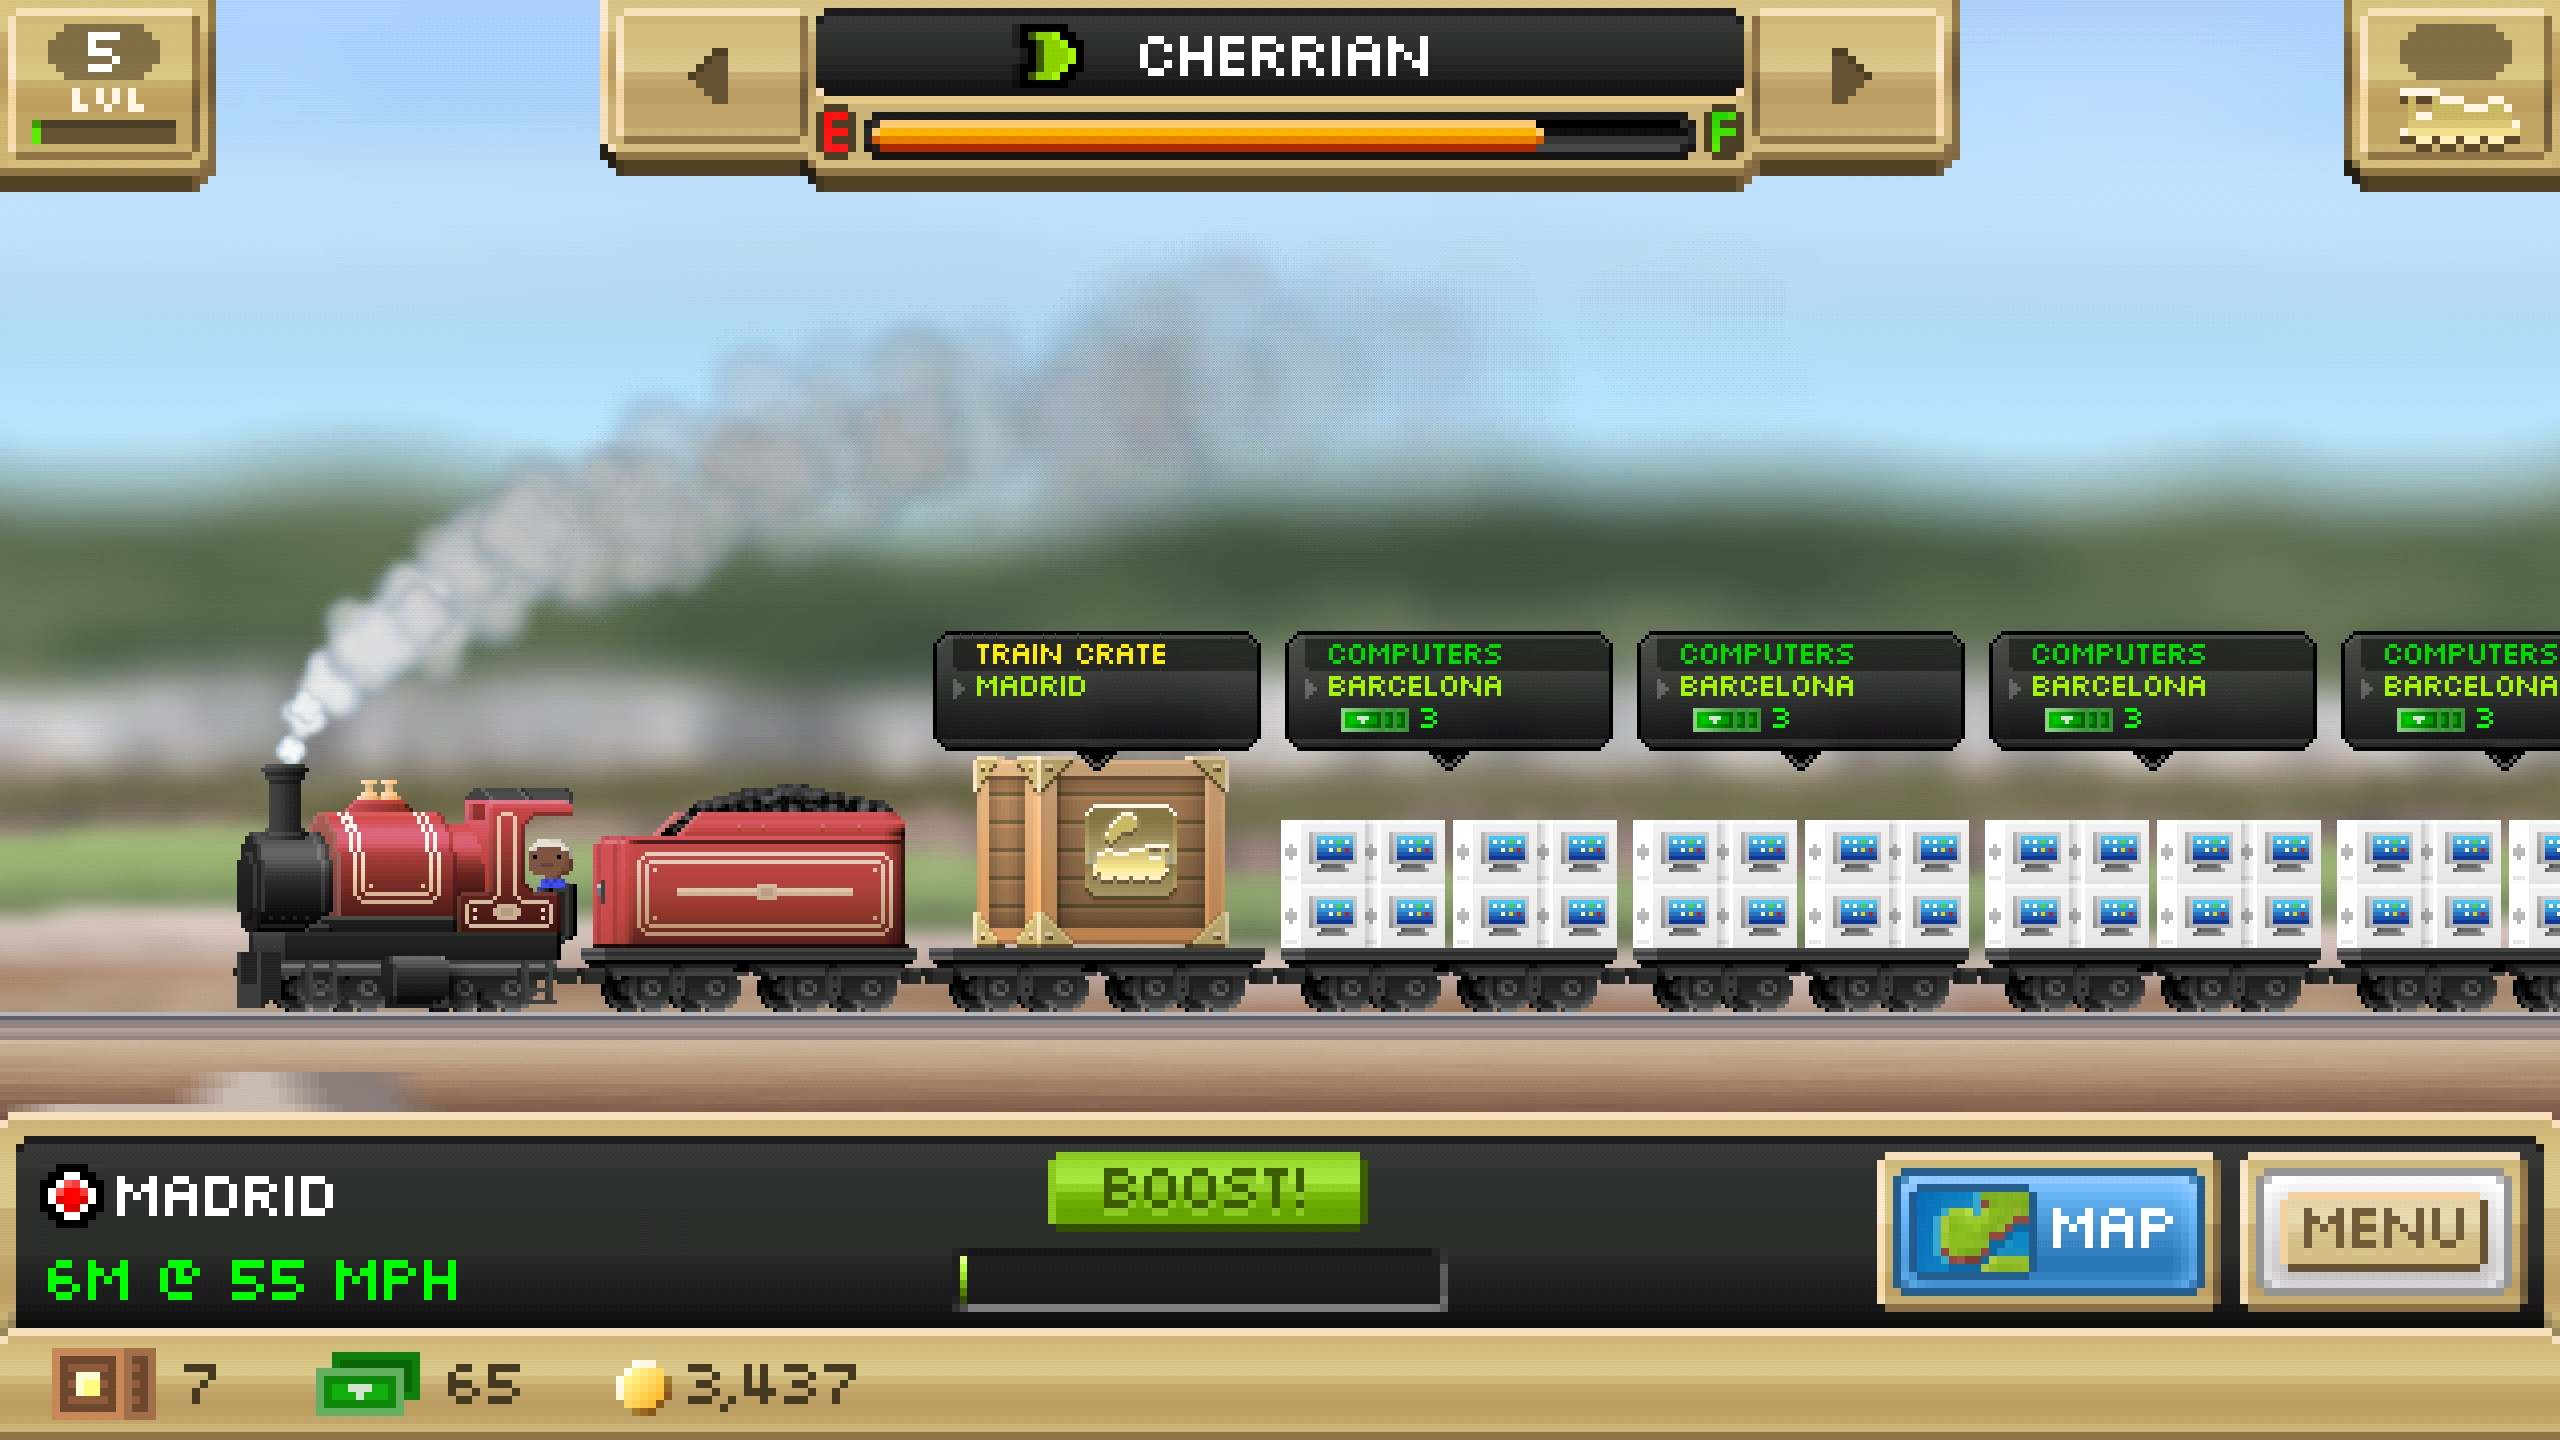 5
LVL
CHERRIAN
E F
TRAIN CRATE
MADRID
COMPUTERS
BARCELONA
3
COMPUTERS
BARCELONA
3
COMPUTERS
BARCELONA
3
COMPUTERS
BARCELONA
3
MADRID
6M @ 55 MPH
BOOST!
MAP
MENU
7 65 3,437